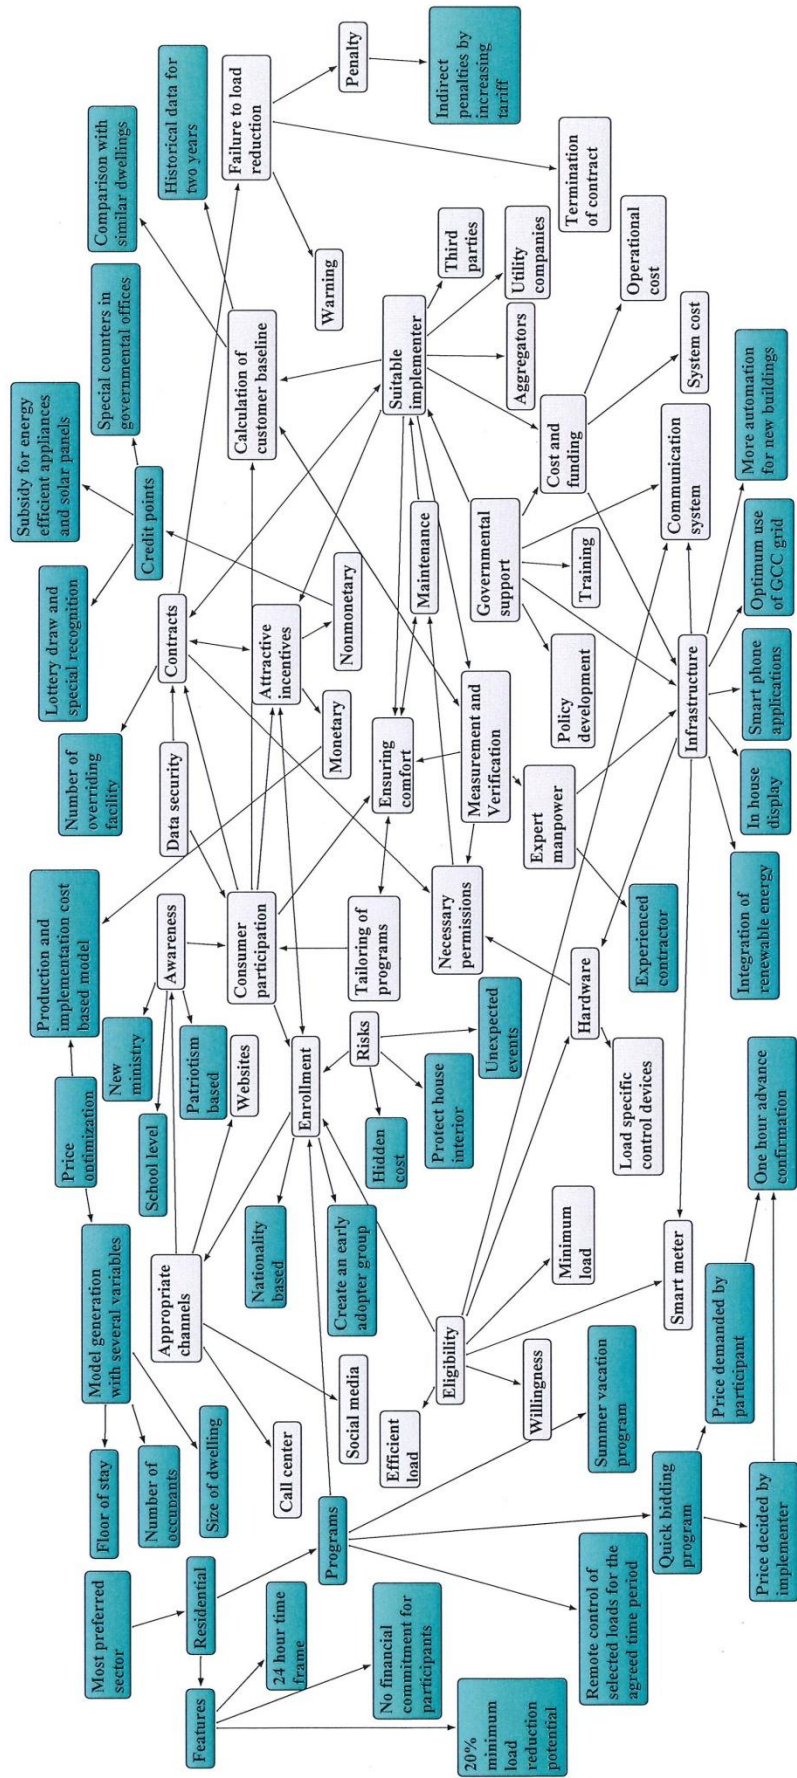 Most preferred
sector
Residential
Features
24 hour time
frame
No financial
commitment for
participants
20%
minimum
load
reduction
potential
Programs
Remote control of
selected loads for the
agreed time period
Summer vacation
program
Quick bidding
program
Price demanded by
participant
Price decided by
implementer
One hour advance
confirmation
Floor of stay
Number of
occupants
Size of dwelling
Model generation
with several variables
Price
optimization
Production and
implementation cost
based model
Appropriate
channels
Call center
Social media
Websites
School level
New
ministry
Patriotism
based
Awareness
Nationality
based
Create an early
adopter group
Enrollment
Efficient
load
Eligibility
Willingness
Minimum
load
Smart meter
Risks
Hidden
cost
Protect house
interior
Unexpected
events
Load specific
control devices
Hardware
Consumer
participation
Tailoring of
programs
Necessary
permissions
Experienced
contractor
Expert
manpower
Data security
Number of
overriding
facility
Contracts
Lottery draw and
special recognition
Subsidy for energy
efficient appliances
and solar panels
Credit points
Special counters in
governmental offices
Attractive
incentives
Monetary
Nonmonetary
Ensuring
comfort
Measurement and
Verification
Maintenance
Governmental
support
Policy
development
Training
Infrastructure
Integration of
renewable energy
In house
display
Smart phone
applications
Optimum use
of GCC grid
More automation
for new buildings
Communication
system
Cost and
funding
System cost
Operational
cost
Suitable
implementer
Aggregators
Utility
companies
Third
parties
Calculation of
customer baseline
Comparison with
similar dwellings
Historical data for
two years
Failure to load
reduction
Warning
Termination
of contract
Penalty
Indirect
penalties by
increasing
tariff